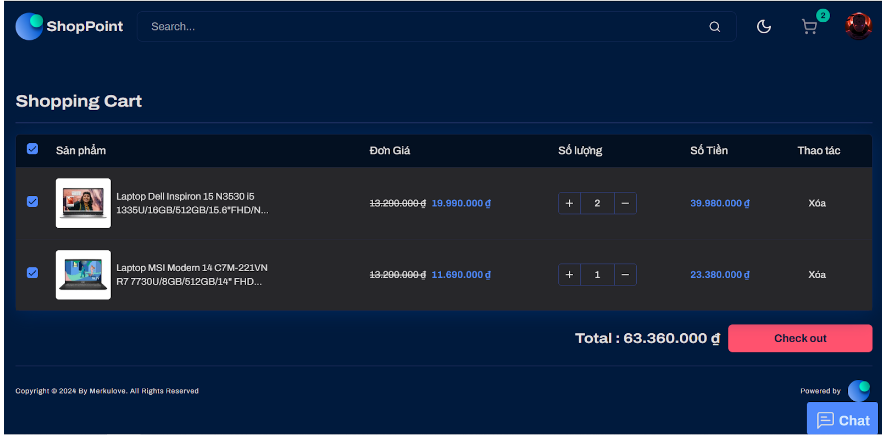 ShopPoint Search... 2
Shopping Cart
Sản phẩm Đơn Giá Số lượng Số Tiền Thao tác
Laptop Dell Inspiron 15 N3530 i5
1335U/16GB/512GB/15.6"FHD/N...
13.290.000 ₫ 19.990.000 ₫ + 2 − 39.980.000 ₫ Xóa
Laptop MSI Modern 14 C7M-221VN
R7 7730U/8GB/512GB/14" FHD...
13.290.000 ₫ 11.690.000 ₫ + 1 − 23.380.000 ₫ Xóa
Total : 63.360.000 ₫ Check out
Copyright © 2024 By Merkulove. All Rights Reserved Powered by
Chat